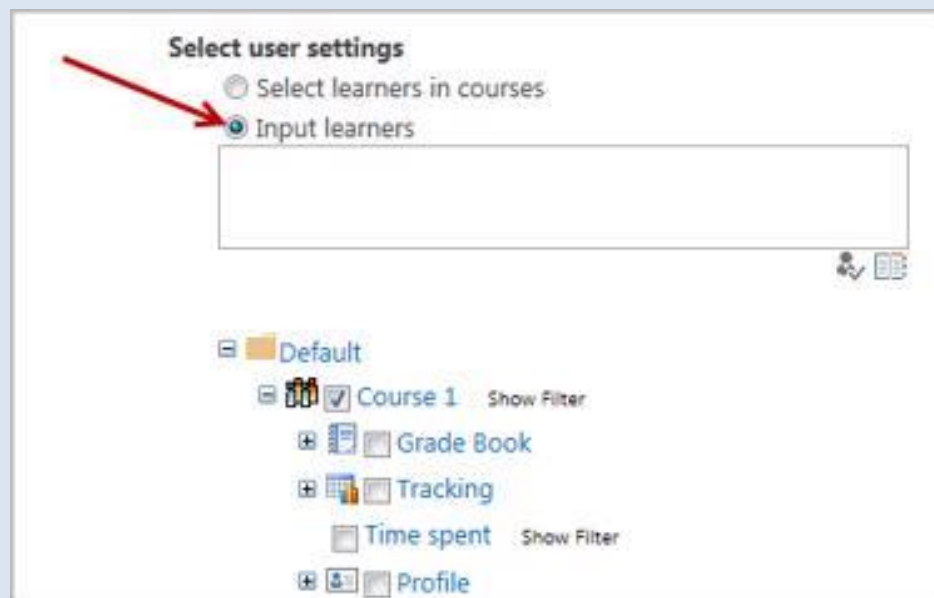 Select user settings
Select learners in courses
Input learners
Default
Course 1 Show Filter
Grade Book
Tracking
Time spent Show Filter
Profile